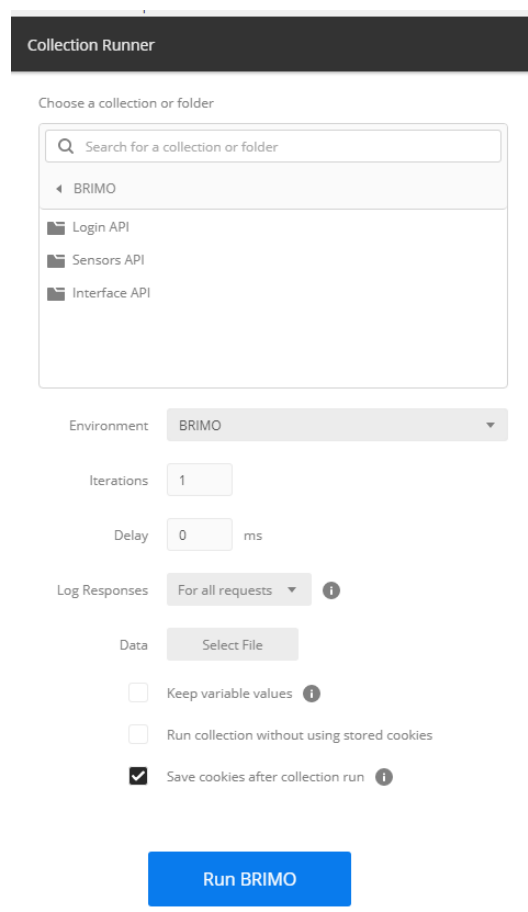 Collection Runner
Choose a collection or folder
Search for a collection or folder
BRIMO
Login API
Sensors API
Interface API
Environment BRIMO
Iterations 1
Delay 0 ms
Log Responses For all requests
Data Select File
Keep variable values
Run collection without using stored cookies
Save cookies after collection run
Run BRIMO